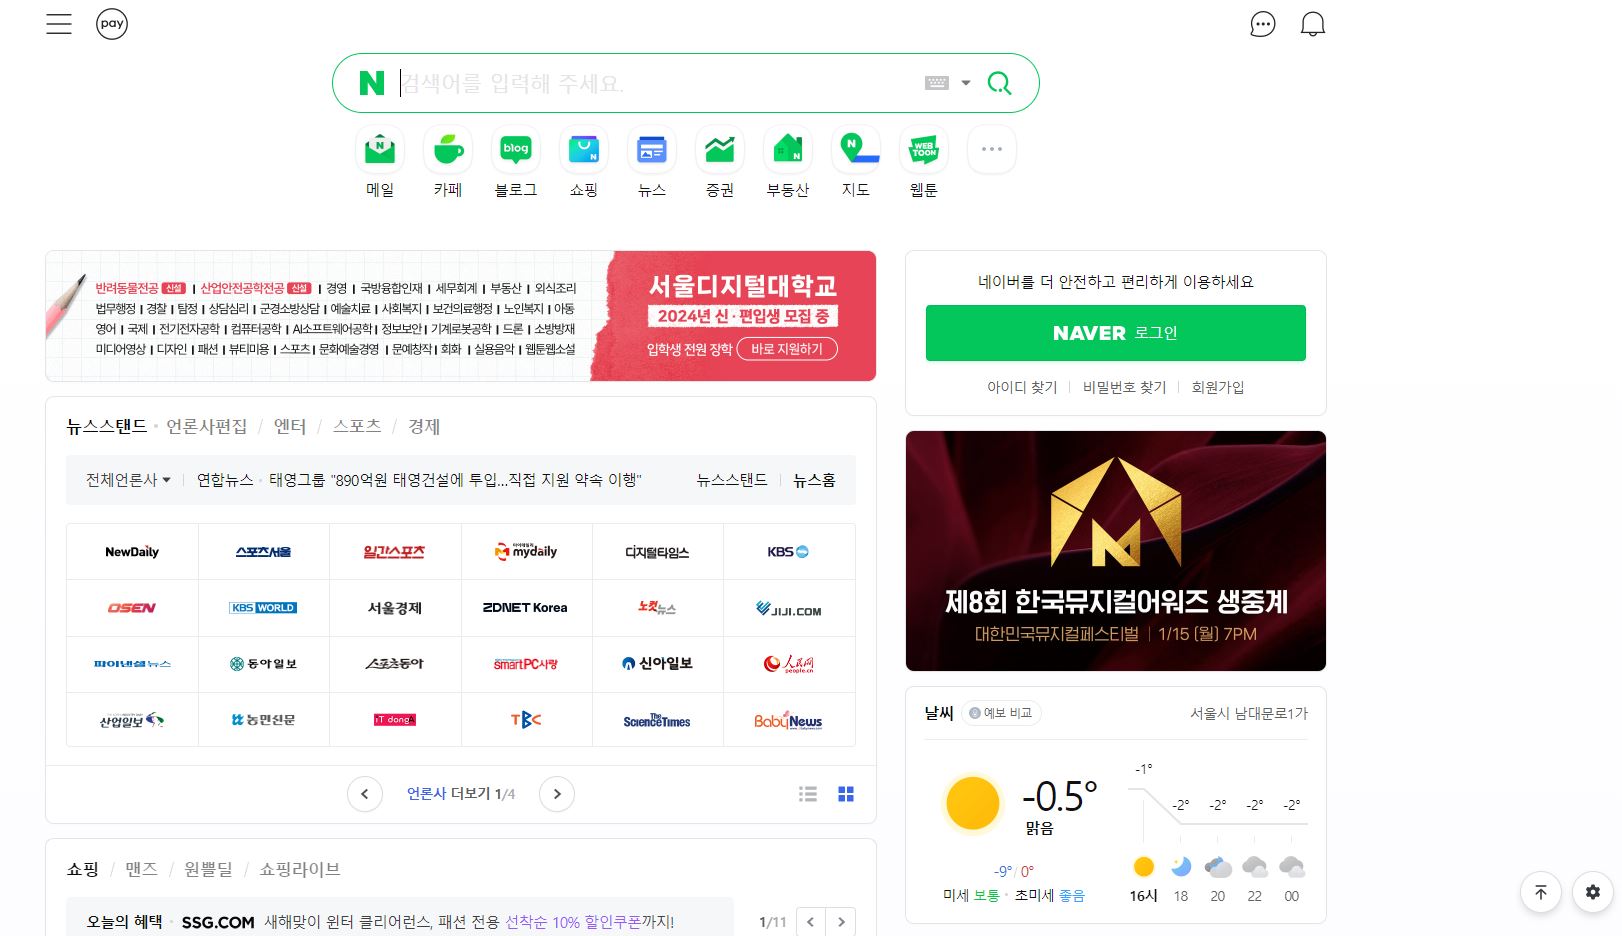 pay
N 검색어를 입력해 주세요.
메일 카페 블로그 쇼핑 뉴스 증권 부동산 지도 웹툰
blog
WEB TOON
반려동물전공 신설 | 산업안전공학전공 신설 | 경영 | 국방융합인재 | 세무회계 | 부동산 | 외식조리
법무행정 | 경찰 | 탐정 | 상담심리 | 군경소방상담 | 예술치료 | 사회복지 | 보건의료행정 | 노인복지 | 아동
영어 | 국제 | 전기전자공학 | 컴퓨터공학 | AI소프트웨어공학 | 정보보안 | 기계로봇공학 | 드론 | 소방방재
미디어영상 | 디자인 | 패션 | 뷰티미용 | 스포츠 | 문화예술경영 | 문예창작 | 회화 | 실용음악 | 웹툰웹소설
서울디지털대학교
2024년 신·편입생 모집 중
입학생 전원 장학 바로 지원하기
네이버를 더 안전하고 편리하게 이용하세요
NAVER 로그인
아이디 찾기 비밀번호 찾기 회원가입
뉴스스탠드 · 언론사편집 / 엔터 / 스포츠 / 경제
전체언론사 연합뉴스 · 태영그룹 "890억원 태영건설에 투입…직접 지원 약속 이행" 뉴스스탠드 뉴스홈
NewDaily 스포츠서울 일간스포츠 마이데일리 mydaily 디지털타임스 KBS
OSEN KBS WORLD 서울경제 ZDNET Korea 노컷뉴스 JIJI.COM
파이낸셜뉴스 동아일보 스포츠동아 smartPC사랑 신아일보 人民网 people.cn
산업일보 농민신문 IT dongA TBC The ScienceTimes Baby News
언론사 더보기 1/4
제8회 한국뮤지컬어워즈 생중계
대한민국뮤지컬페스티벌 | 1/15 (월) 7PM
날씨 예보 비교 서울시 남대문로1가
-0.5°
맑음
-9° / 0°
미세 보통 · 초미세 좋음
-1° -2° -2° -2° -2°
16시 18 20 22 00
쇼핑 / 맨즈 / 원쁠딜 / 쇼핑라이브
오늘의 혜택 · SSG.COM 새해맞이 윈터 클리어런스, 패션 전용 선착순 10% 할인쿠폰까지!
1/11